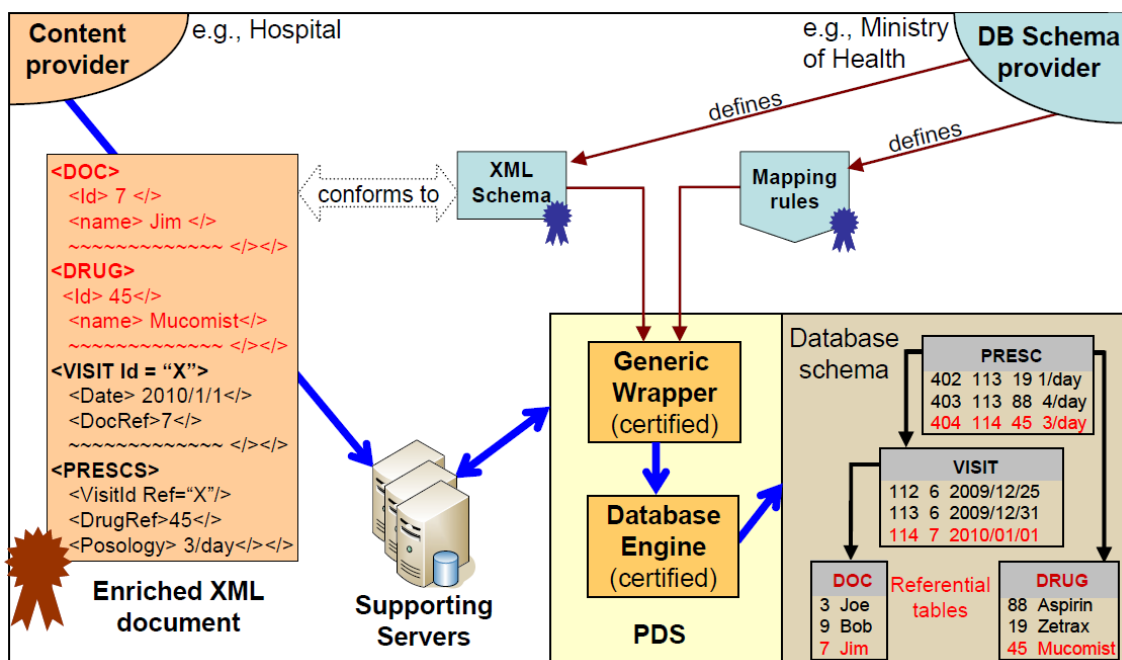 Content
provider
e.g., Hospital
e.g., Ministry
of Health
DB Schema
provider
defines
defines
<DOC>
<Id> 7 </>
<name> Jim </>
~~~~~~~~~~~~~ </></>
<DRUG>
<Id> 45</>
<name> Mucomist</>
~~~~~~~~~~~~~ </></>
<VISIT Id = “X”>
<Date> 2010/1/1</>
<DocRef>7</>
~~~~~~~~~~~~~ </></>
<PRESCS>
<VisitId Ref=“X”/>
<DrugRef>45</>
<Posology> 3/day</></>
Enriched XML
document
conforms to
XML
Schema
Mapping
rules
Supporting
Servers
Generic
Wrapper
(certified)
Database
Engine
(certified)
PDS
Database
schema
PRESC
402 113 19 1/day
403 113 88 4/day
404 114 45 3/day
VISIT
112 6 2009/12/25
113 6 2009/12/31
114 7 2010/01/01
DOC
3 Joe
9 Bob
7 Jim
Referential
tables
DRUG
88 Aspirin
19 Zetrax
45 Mucomist